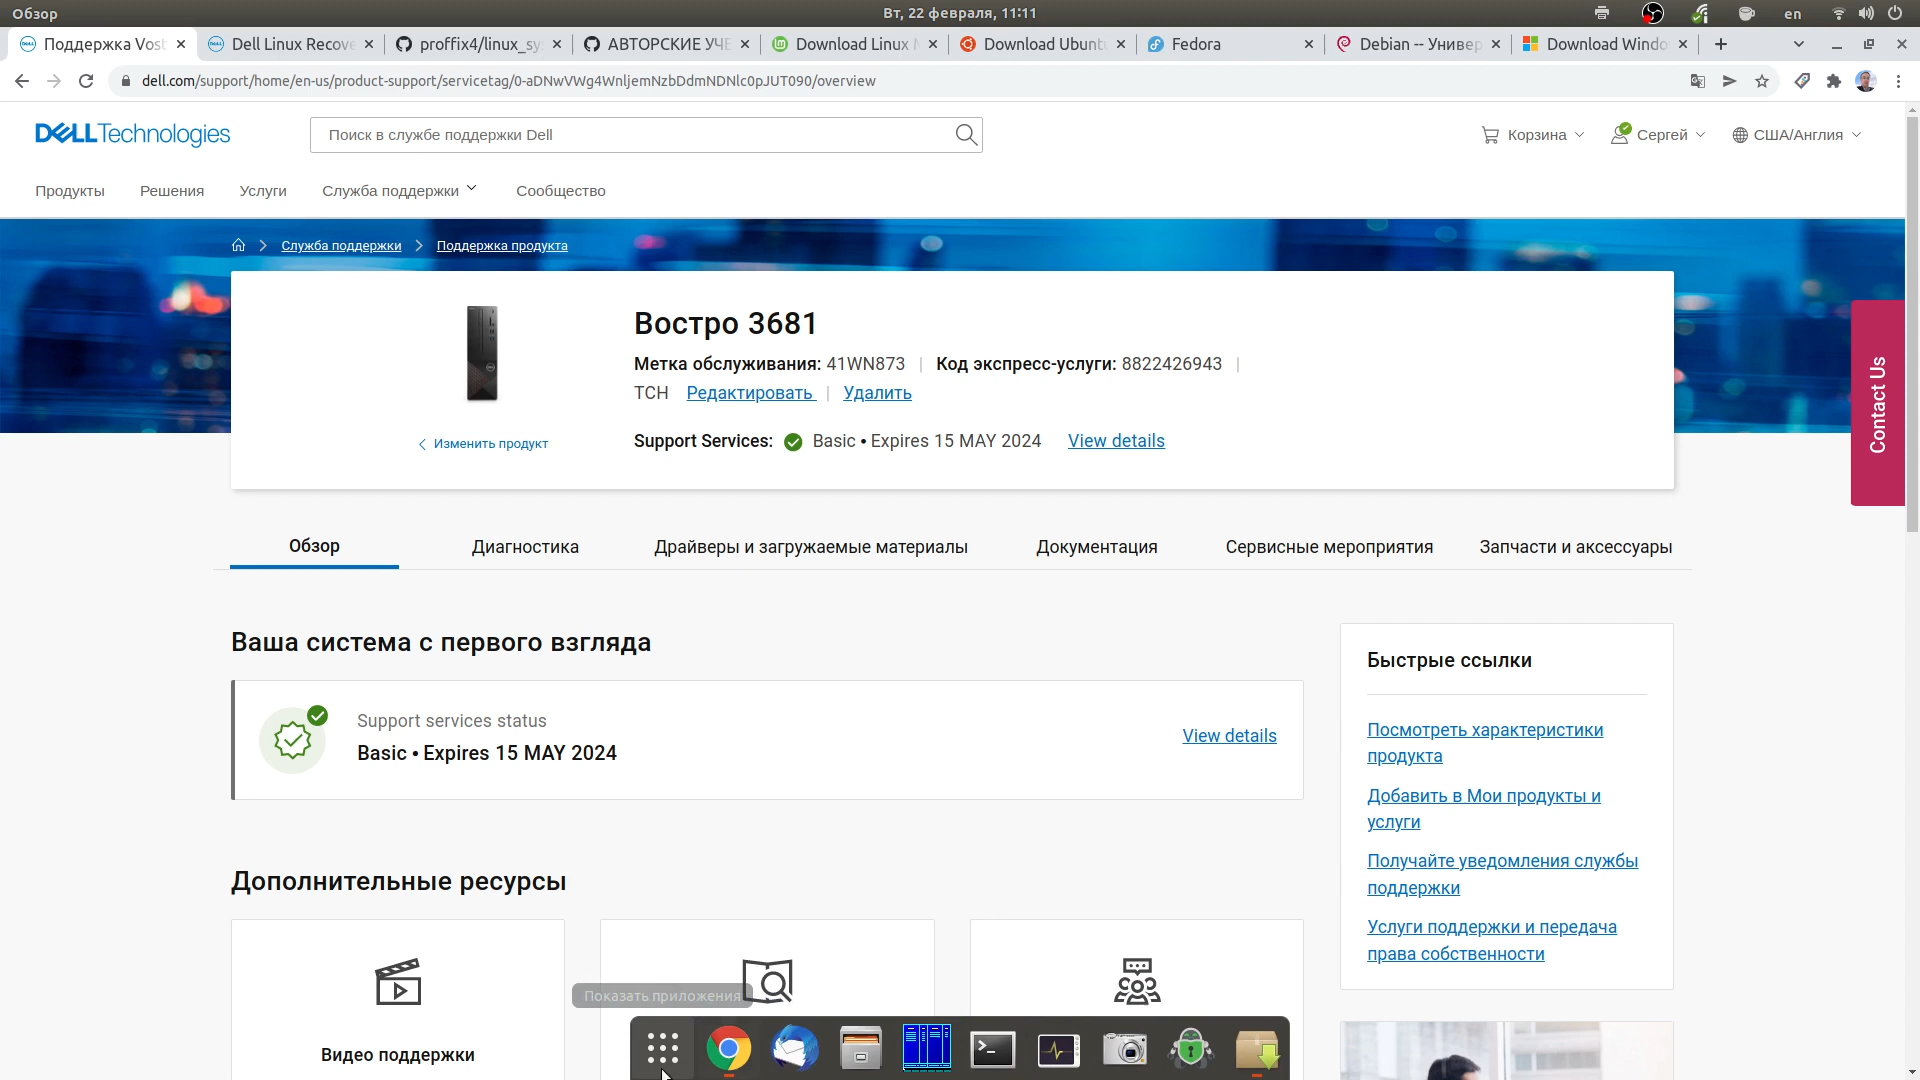 Обзор
Вт, 22 февраля, 11:11
en
Поддержка Vost
Dell Linux Recove
proffix4/linux_sy
АВТОРСКИЕ УЧЕ
Download Linux M
Download Ubunt
Fedora
Debian -- Универ
Download Windo
dell.com/support/home/en-us/product-support/servicetag/0-aDNwVWg4WnljemNzbDdmNDNlc0pJUT090/overview
DELLTechnologies
Поиск в службе поддержки Dell
Корзина
Сергей
США/Англия
Продукты
Решения
Услуги
Служба поддержки
Сообщество
Служба поддержки
Поддержка продукта
Востро 3681
Метка обслуживания: 41WN873 | Код экспресс-услуги: 8822426943 |
ТСН Редактировать | Удалить
Изменить продукт
Support Services: Basic • Expires 15 MAY 2024 View details
Contact Us
Обзор
Диагностика
Драйверы и загружаемые материалы
Документация
Сервисные мероприятия
Запчасти и аксессуары
Ваша система с первого взгляда
Support services status
Basic • Expires 15 MAY 2024
View details
Быстрые ссылки
Посмотреть характеристики
продукта
Добавить в Мои продукты и
услуги
Получайте уведомления службы
поддержки
Услуги поддержки и передача
права собственности
Дополнительные ресурсы
Показать приложения
Видео поддержки